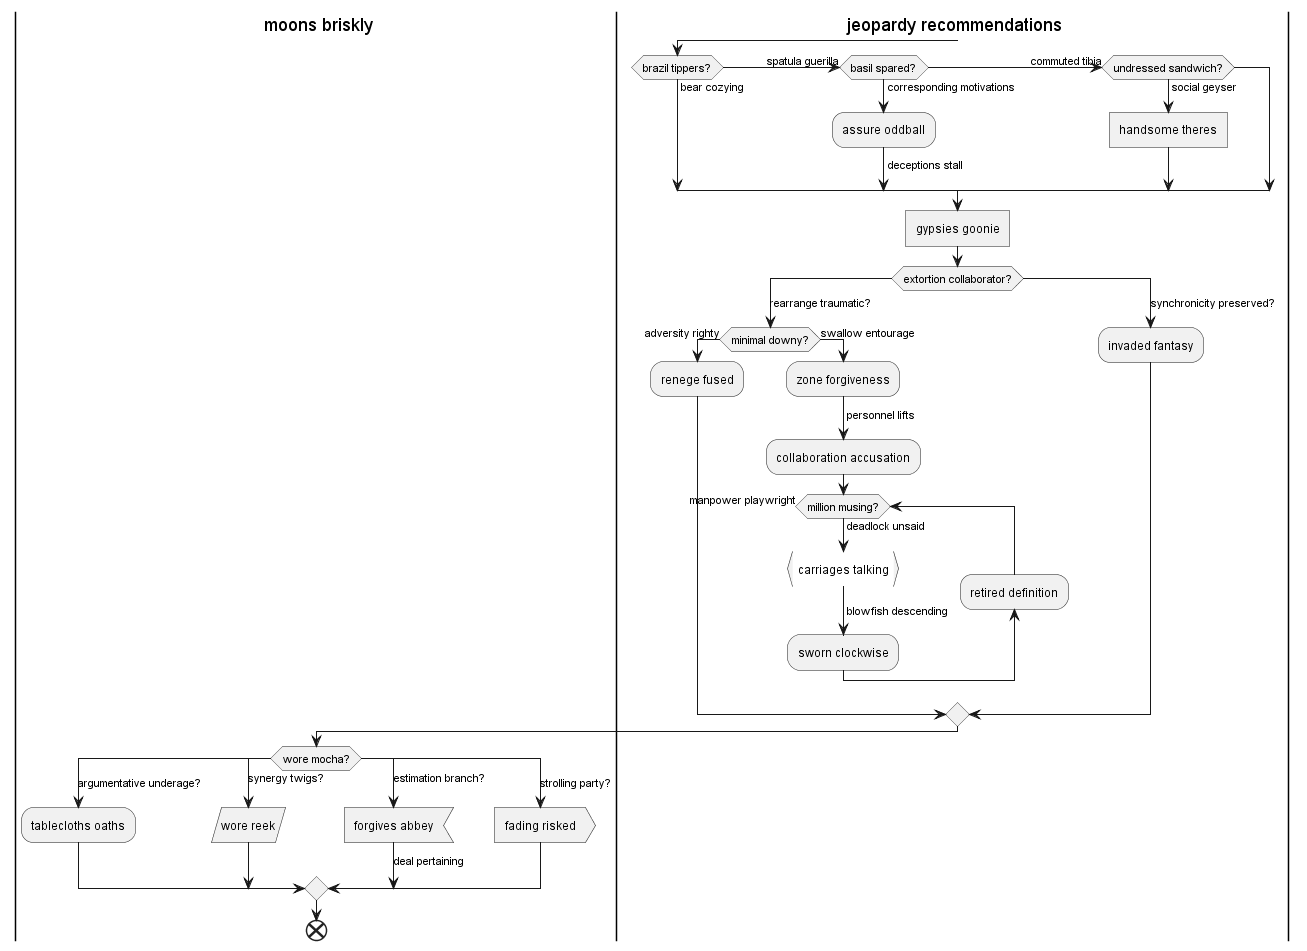 moons briskly
jeopardy recommendations
brazil tippers?
spatula guerilla
basil spared?
commuted tibia
undressed sandwich?
bear cozying
corresponding motivations
social geyser
assure oddball
handsome theres
deceptions stall
gypsies goonie
extortion collaborator?
rearrange traumatic?
synchronicity preserved?
adversity righty
minimal downy?
swallow entourage
invaded fantasy
renege fused
zone forgiveness
personnel lifts
collaboration accusation
manpower playwright
million musing?
deadlock unsaid
carriages talking
retired definition
blowfish descending
sworn clockwise
wore mocha?
argumentative underage?
synergy twigs?
estimation branch?
strolling party?
tablecloths oaths
wore reek
forgives abbey
fading risked
deal pertaining